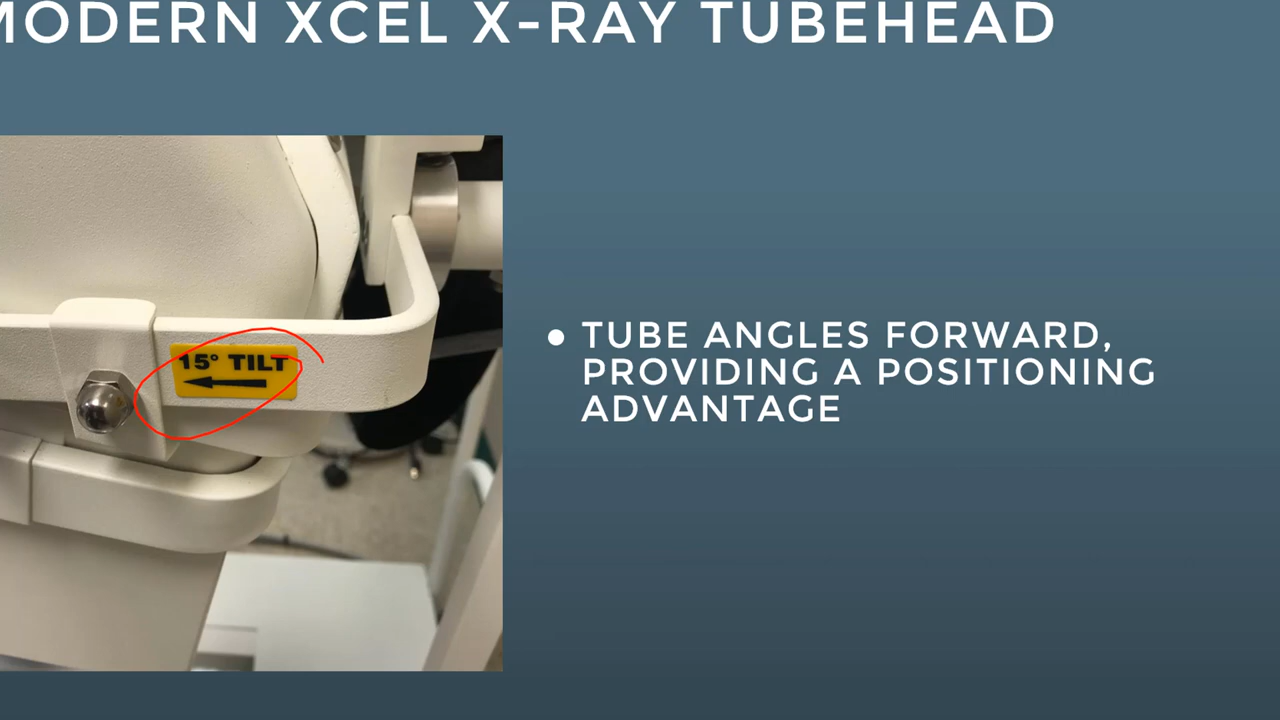 MODERN XCEL X-RAY TUBEHEAD
15° TILT
• TUBE ANGLES FORWARD,
PROVIDING A POSITIONING
ADVANTAGE